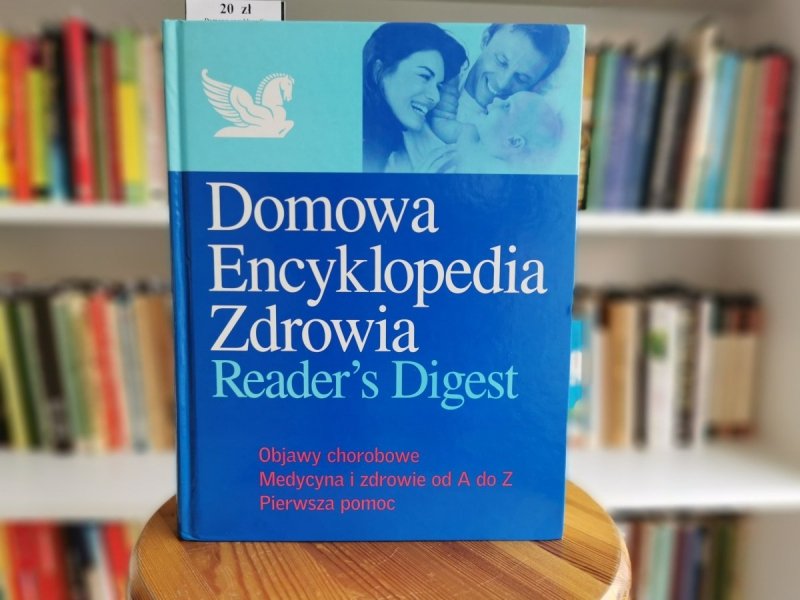 20 zł
Domowa
Encyklopedia
Zdrowia
Reader's Digest
Objawy chorobowe
Medycyna i zdrowie od A do Z
Pierwsza pomoc